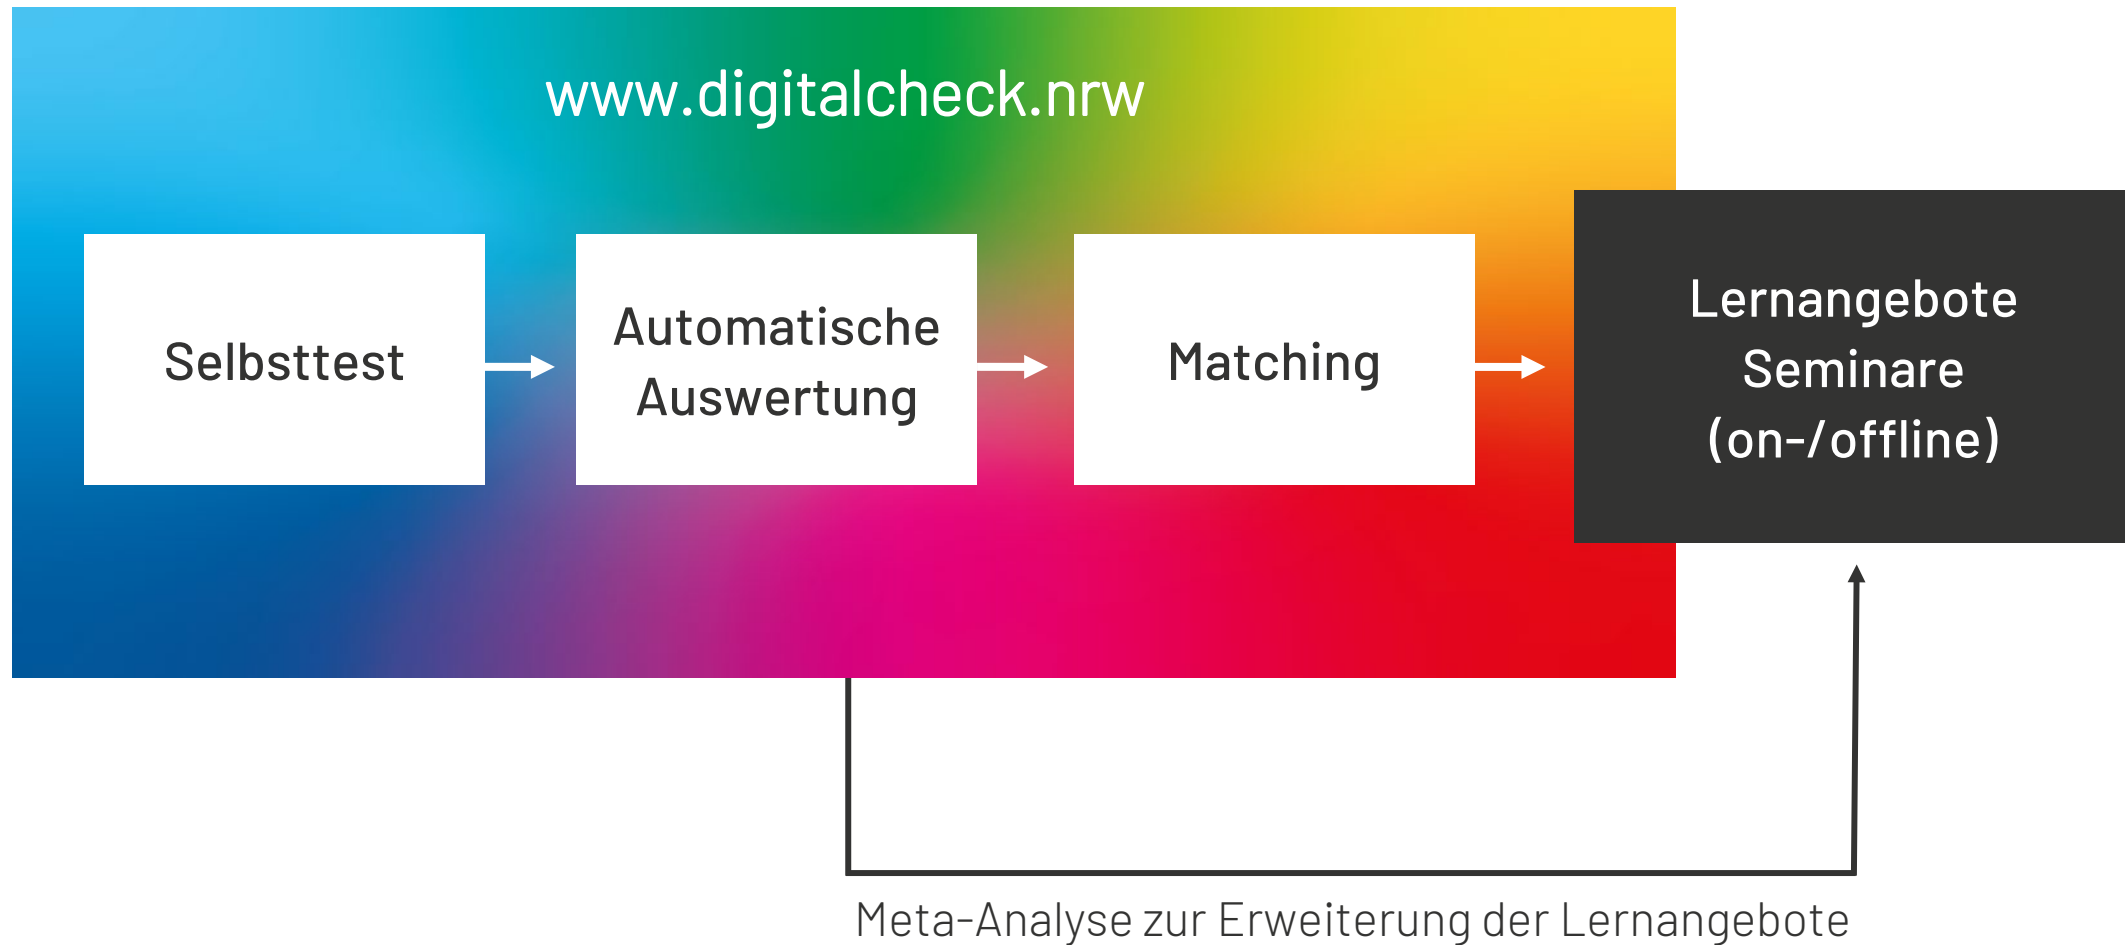 www.digitalcheck.nrw
Selbsttest
Automatische
Auswertung
Matching
Lernangebote
Seminare
(on-/offline)
Meta-Analyse zur Erweiterung der Lernangebote